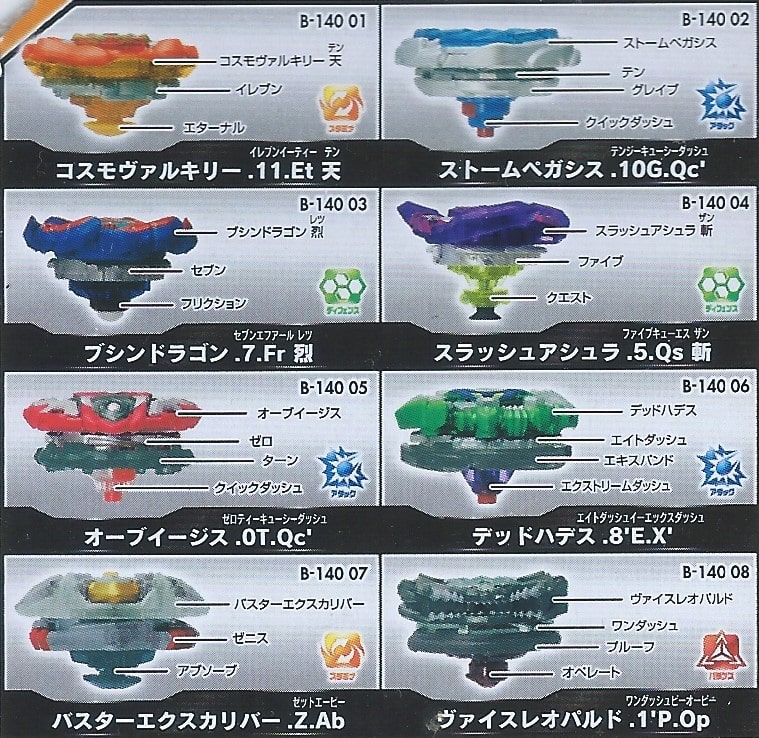 B-140 01
テン
コスモヴァルキリー 天
イレブン
エターナル
スタミナ
イレブンイーティー テン
コスモヴァルキリー .11.Et 天
B-140 02
ストームペガシス
テン
グレイブ
クイックダッシュ
アタック
テンジーキューシーダッシュ
ストームペガシス .10G.Qc'
B-140 03
レツ
ブシンドラゴン 烈
セブン
フリクション
ディフェンス
セブンエフアール レツ
ブシンドラゴン .7.Fr 烈
B-140 04
ザン
スラッシュアシュラ 斬
ファイブ
クエスト
ディフェンス
ファイブキューエス ザン
スラッシュアシュラ .5.Qs 斬
B-140 05
オーブイージス
ゼロ
ターン
クイックダッシュ
アタック
ゼロティーキューシーダッシュ
オーブイージス .0T.Qc'
B-140 06
デッドハデス
エイトダッシュ
エキスパンド
エクストリームダッシュ
アタック
エイトダッシュイーエックスダッシュ
デッドハデス .8'E.X'
B-140 07
バスターエクスカリバー
ゼニス
アブソーブ
スタミナ
ゼットエービー
バスターエクスカリバー .Z.Ab
B-140 08
ヴァイスレオパルド
ワンダッシュ
プルーフ
オペレート
バランス
ワンダッシュピーオーピー
ヴァイスレオパルド .1'P.Op